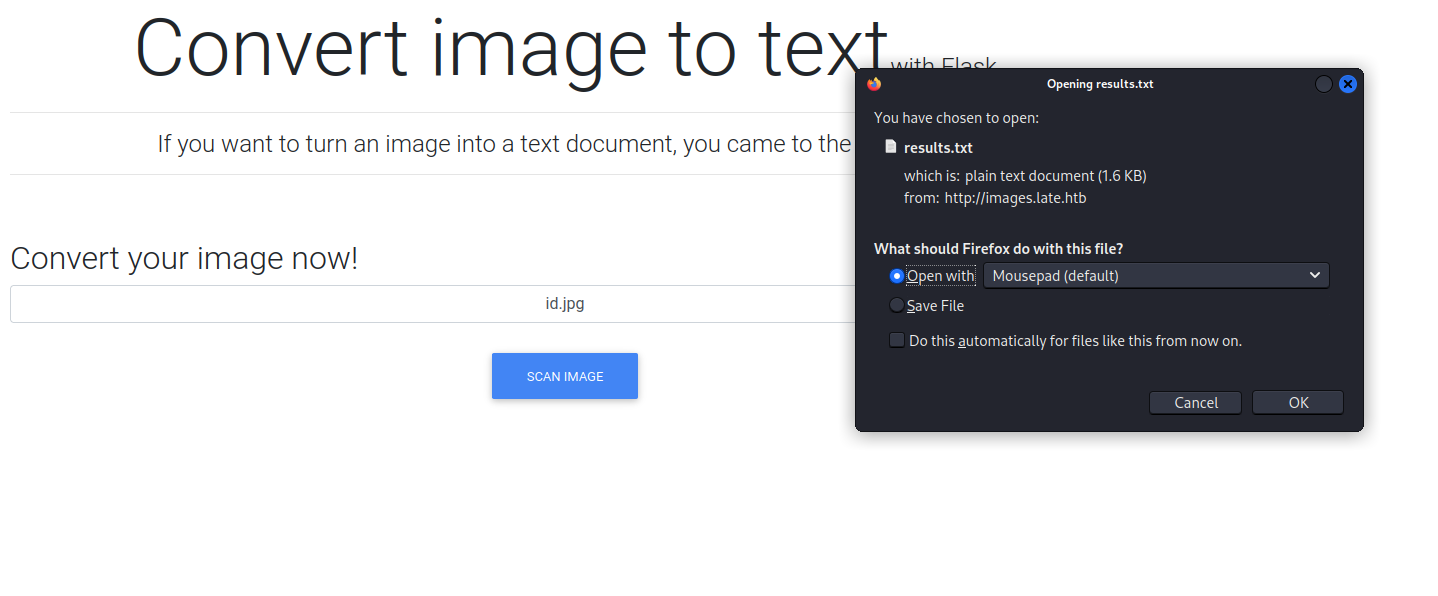 Convert image to text with Flask
If you want to turn an image into a text document, you came to the
Convert your image now!
id.jpg
SCAN IMAGE
Opening results.txt
You have chosen to open:
results.txt
which is: plain text document (1.6 KB)
from: http://images.late.htb
What should Firefox do with this file?
Open with Mousepad (default)
Save File
Do this automatically for files like this from now on.
Cancel OK